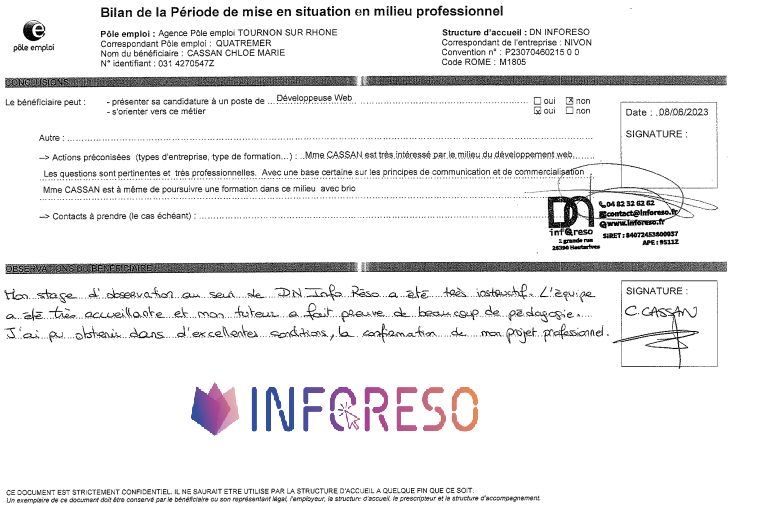 Bilan de la Période de mise en situation en milieu professionnel
pôle emploi
Pôle emploi : Agence Pôle emploi TOURNON SUR RHONE
Correspondant Pôle emploi : QUATREMER
Nom du bénéficiaire : CASSAN CHLOE MARIE
N° identifiant : 031 4270547Z
Structure d'accueil : DN INFORESO
Correspondant de l'entreprise : NIVON
Convention n° : P23070460215 0 0
Code ROME : M1805
CONCLUSIONS
Le bénéficiaire peut : - présenter sa candidature à un poste de Développeuse Web oui non
- s'orienter vers ce métier oui non
Date : 08/06/2023
SIGNATURE :
Autre :
--> Actions préconisées (types d'entreprise, type de formation…) : Mme CASSAN est très intéressé par le milieu du développement web
Les questions sont pertinentes et très professionnelles. Avec une base certaine sur les principes de communication et de commercialisation
Mme CASSAN est à même de poursuivre une formation dans ce milieu avec brio
--> Contacts à prendre (le cas échéant) :
DN
infoReso
1 grande rue
26390 Hauterives
04 82 32 62 62
contact@inforeso.fr
www.inforeso.fr
SIRET : 84072453800037
APE : 9511Z
OBSERVATIONS DU BENEFICIAIRE
Mon stage d'observation au sein de DN Info Réso a été très instructif. L'équipe
a été très accueillante et mon tuteur a fait preuve de beaucoup de pédagogie.
J'ai pu obtenir dans d'excellentes conditions, la confirmation de mon projet professionnel.
SIGNATURE :
C.CASSAN
INFORESO
CE DOCUMENT EST STRICTEMENT CONFIDENTIEL. IL NE SAURAIT ETRE UTILISE PAR LA STRUCTURE D'ACCUEIL A QUELQUE FIN QUE CE SOIT.
Un exemplaire de ce document doit être conservé par le bénéficiaire ou son représentant légal, l'employeur, la structure d'accueil, le prescripteur et la structure d'accompagnement.